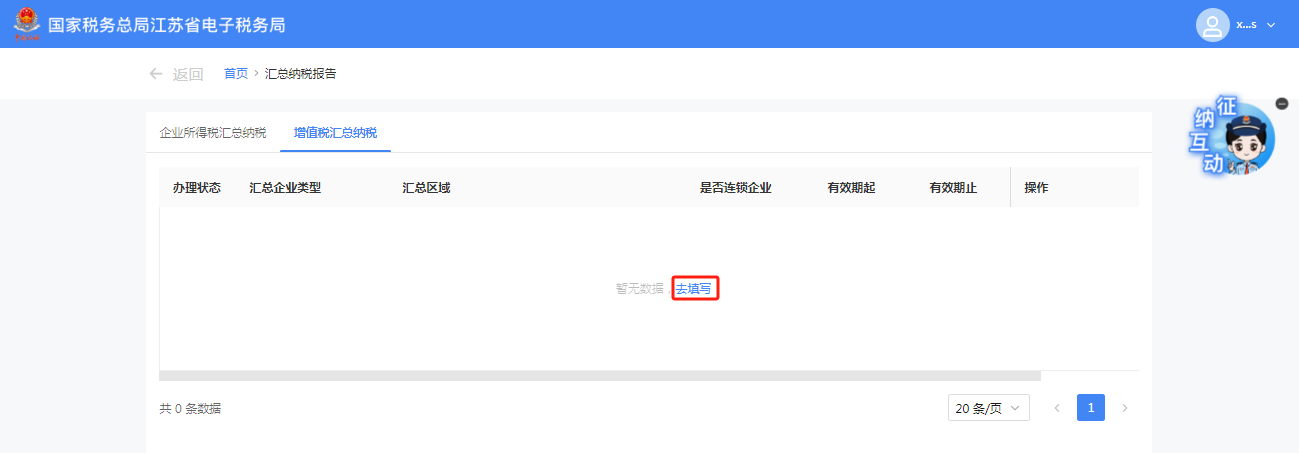 国家税务总局江苏省电子税务局
x...s
返回 首页 > 汇总纳税报告
征纳互动
企业所得税汇总纳税 增值税汇总纳税
办理状态 汇总企业类型 汇总区域 是否连锁企业 有效期起 有效期止 操作
暂无数据，去填写
共 0 条数据 20 条/页 < 1 >